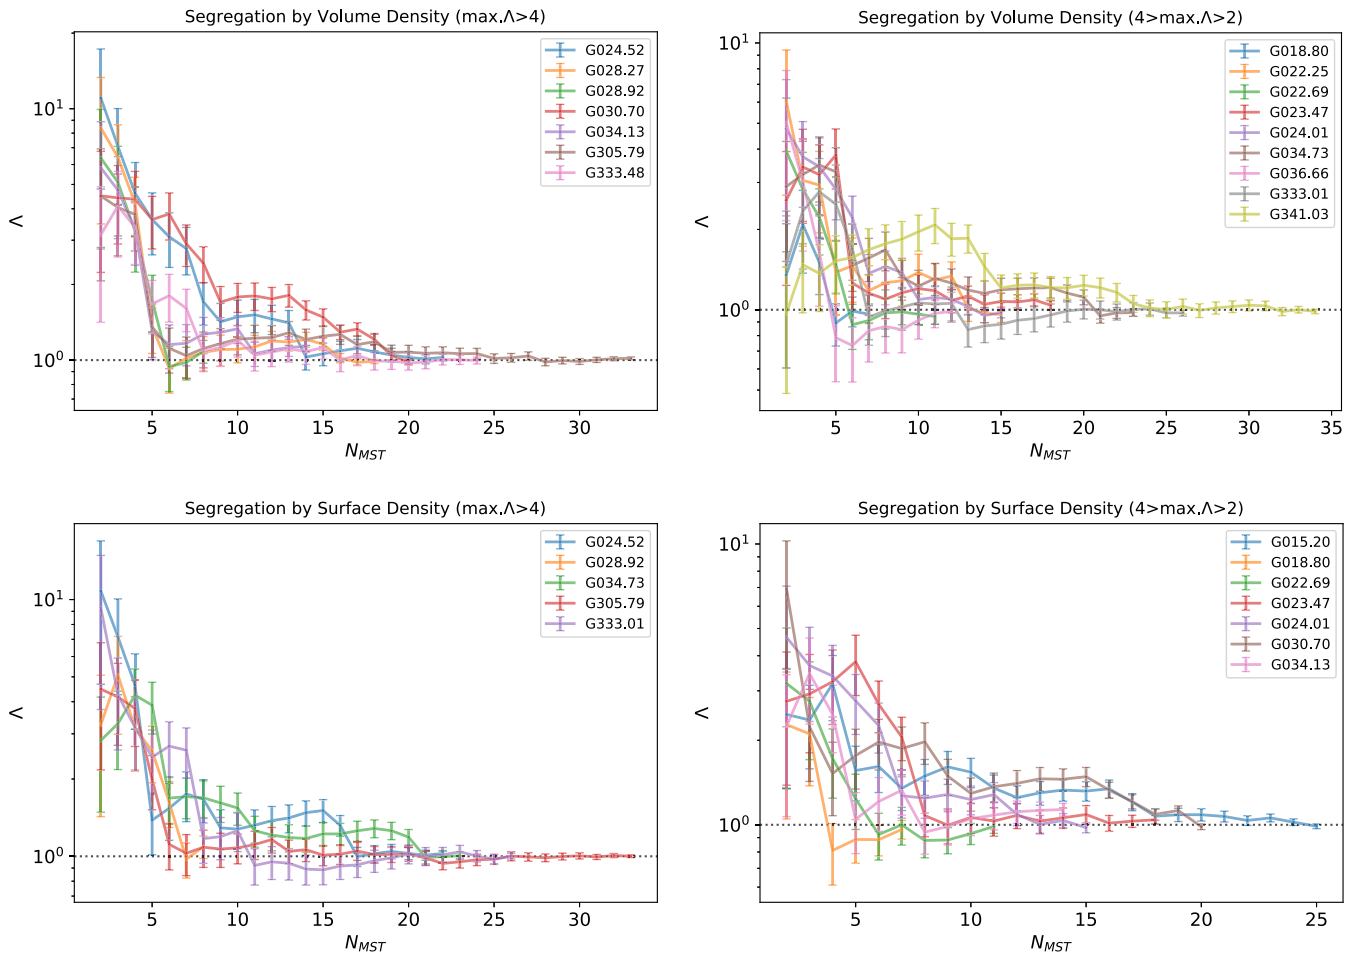 Segregation by Volume Density (max.Λ>4)
Λ
10¹
10⁰
5 10 15 20 25 30
N_MST
G024.52
G028.27
G028.92
G030.70
G034.13
G305.79
G333.48
Segregation by Volume Density (4>max.Λ>2)
Λ
10¹
10⁰
5 10 15 20 25 30 35
N_MST
G018.80
G022.25
G022.69
G023.47
G024.01
G034.73
G036.66
G333.01
G341.03
Segregation by Surface Density (max.Λ>4)
Λ
10¹
10⁰
5 10 15 20 25 30
N_MST
G024.52
G028.92
G034.73
G305.79
G333.01
Segregation by Surface Density (4>max.Λ>2)
Λ
10¹
10⁰
5 10 15 20 25
N_MST
G015.20
G018.80
G022.69
G023.47
G024.01
G030.70
G034.13